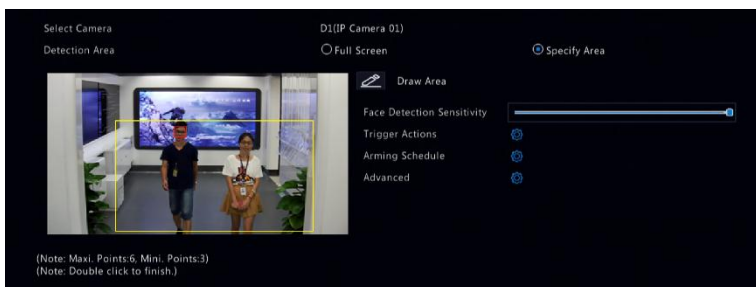 Select Camera D1(IP Camera 01)
Detection Area Full Screen Specify Area
Draw Area
Face Detection Sensitivity
Trigger Actions
Arming Schedule
Advanced
(Note: Maxi. Points:6, Mini. Points:3)
(Note: Double click to finish.)